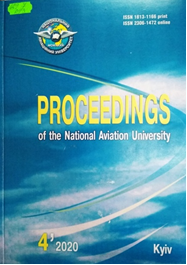 ISSN 1813-1166 print
ISSN 2306-1472 online
PROCEEDINGS
of the National Aviation University
4' 2020
Kyiv